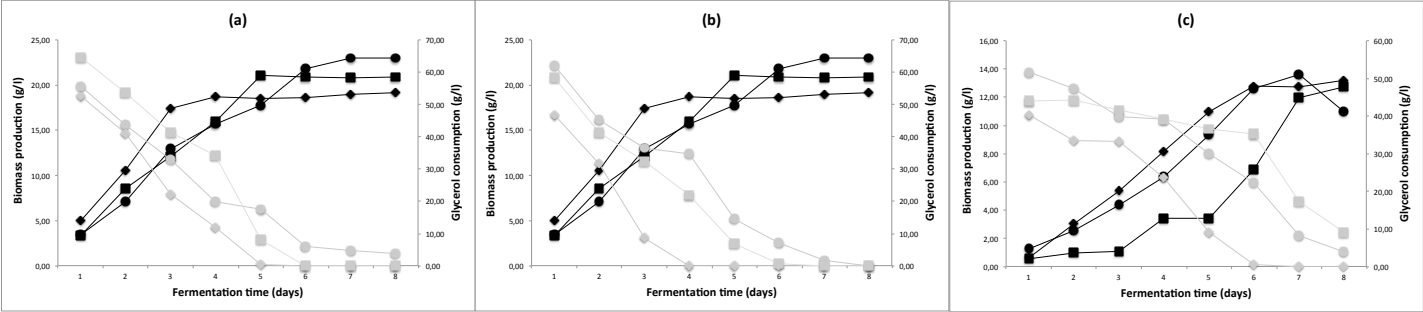 (a)
Biomass production (g/l)
25,00
20,00
15,00
10,00
5,00
0,00
70,00
60,00
50,00
40,00
30,00
20,00
10,00
0,00
Glycerol consumption (g/l)
1 2 3 4 5 6 7 8
Fermentation time (days)
(b)
Biomass production (g/l)
25,00
20,00
15,00
10,00
5,00
0,00
70,00
60,00
50,00
40,00
30,00
20,00
10,00
0,00
Glycerol consumption (g/l)
1 2 3 4 5 6 7 8
Fermentation time (days)
(c)
Biomass production (g/l)
16,00
14,00
12,00
10,00
8,00
6,00
4,00
2,00
0,00
60,00
50,00
40,00
30,00
20,00
10,00
0,00
Glycerol consumption (g/l)
1 2 3 4 5 6 7 8
Fermentation time (days)